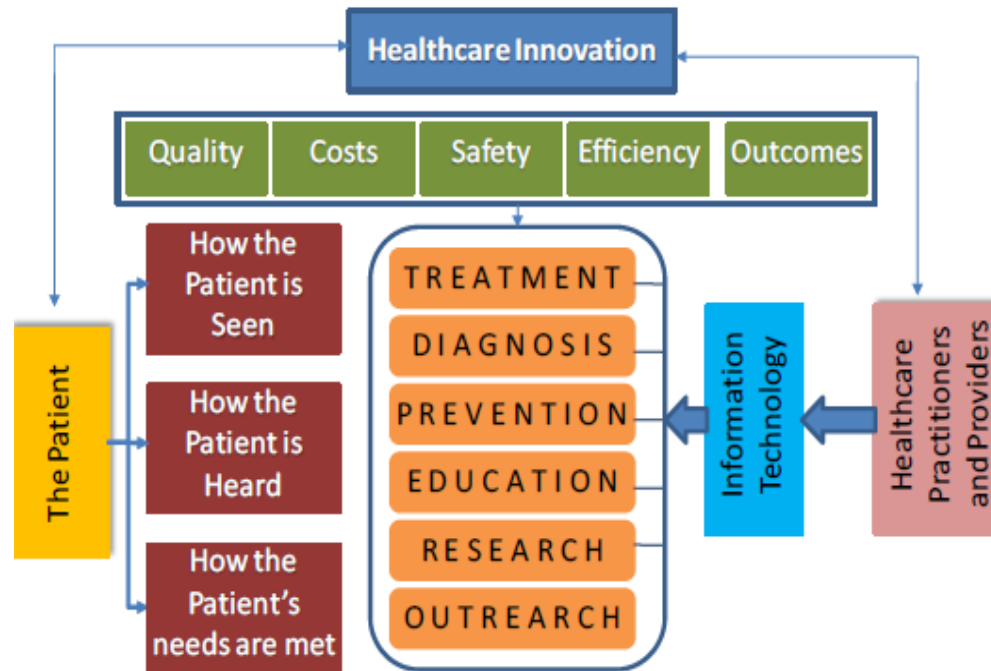 Healthcare Innovation
Quality
Costs
Safety
Efficiency
Outcomes
The Patient
How the
Patient is
Seen
How the
Patient is
Heard
How the
Patient's
needs are met
TREATMENT
DIAGNOSIS
PREVENTION
EDUCATION
RESEARCH
OUTREARCH
Information
Technology
Healthcare
Practitioners
and Providers